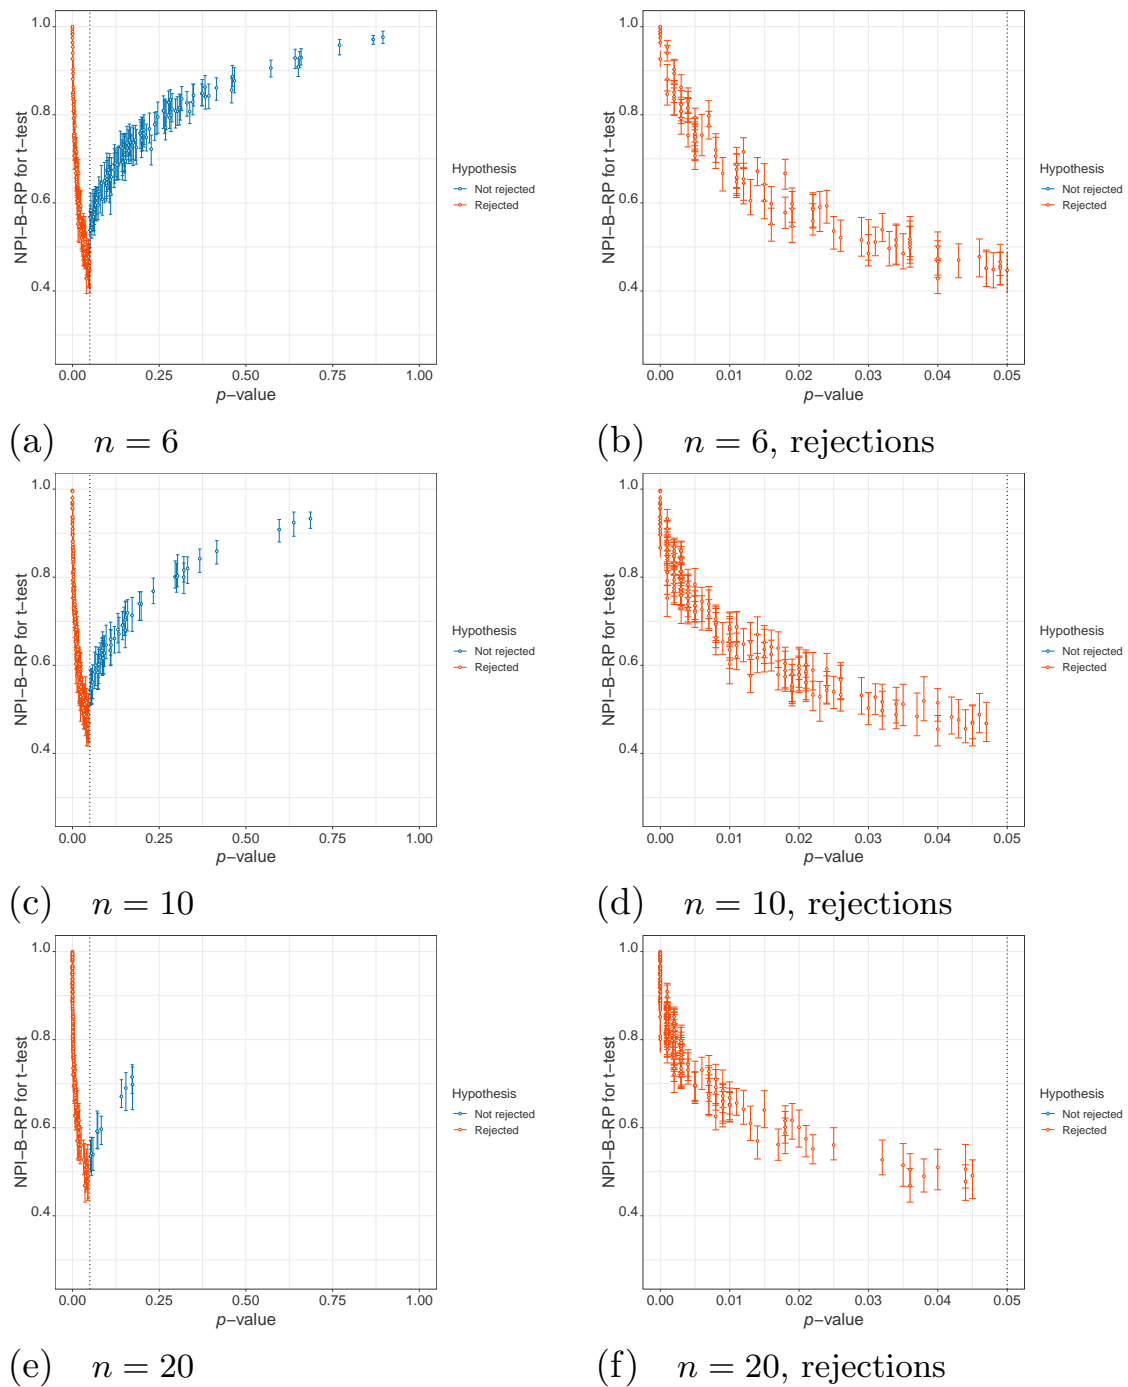 NPI−B−RP for t−test
1.0
0.8
0.6
0.4
0.00 0.25 0.50 0.75 1.00
p−value
Hypothesis
Not rejected
Rejected
(a) n = 6
NPI−B−RP for t−test
1.0
0.8
0.6
0.4
0.00 0.01 0.02 0.03 0.04 0.05
p−value
Hypothesis
Not rejected
Rejected
(b) n = 6, rejections
NPI−B−RP for t−test
1.0
0.8
0.6
0.4
0.00 0.25 0.50 0.75 1.00
p−value
Hypothesis
Not rejected
Rejected
(c) n = 10
NPI−B−RP for t−test
1.0
0.8
0.6
0.4
0.00 0.01 0.02 0.03 0.04 0.05
p−value
Hypothesis
Not rejected
Rejected
(d) n = 10, rejections
NPI−B−RP for t−test
1.0
0.8
0.6
0.4
0.00 0.25 0.50 0.75 1.00
p−value
Hypothesis
Not rejected
Rejected
(e) n = 20
NPI−B−RP for t−test
1.0
0.8
0.6
0.4
0.00 0.01 0.02 0.03 0.04 0.05
p−value
Hypothesis
Not rejected
Rejected
(f) n = 20, rejections